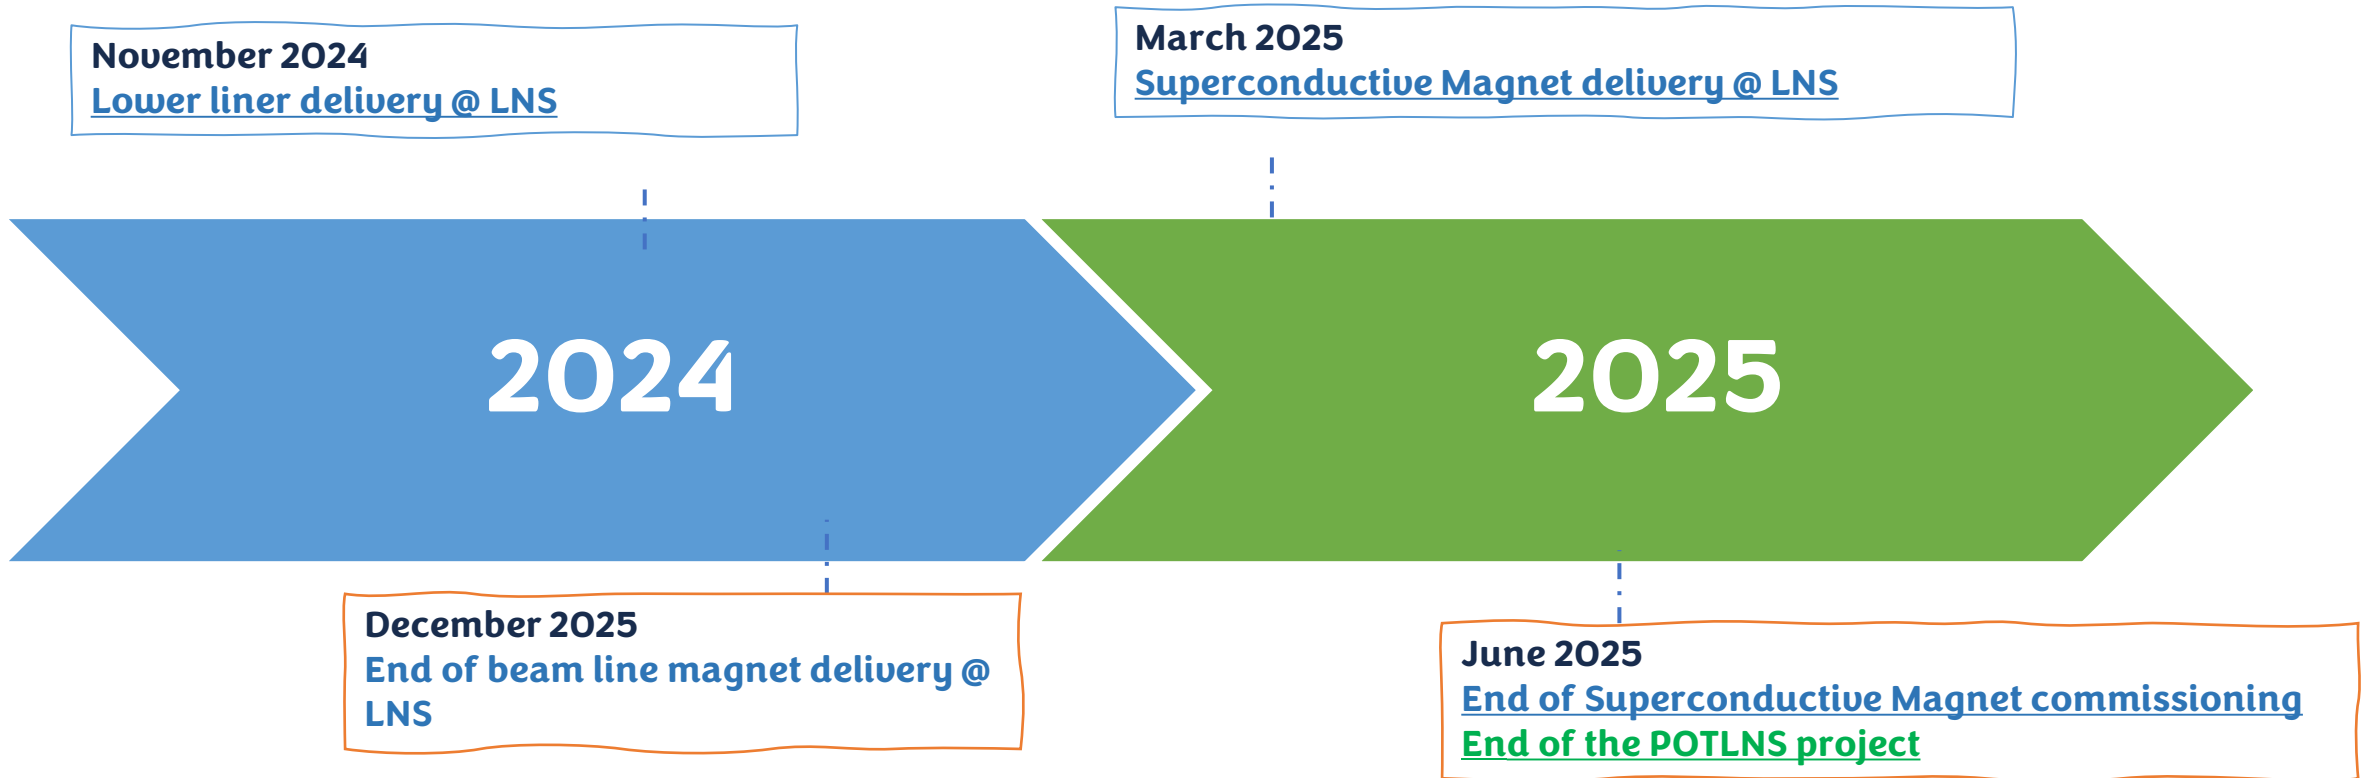 November 2024
Lower liner delivery @ LNS
March 2025
Superconductive Magnet delivery @ LNS
2024
2025
December 2025
End of beam line magnet delivery @
LNS
June 2025
End of Superconductive Magnet commissioning
End of the POTLNS project